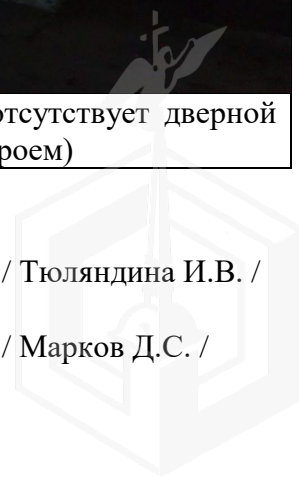 отсутствует дверной
роем)
/ Тюляндина И.В. /
/ Марков Д.С. /